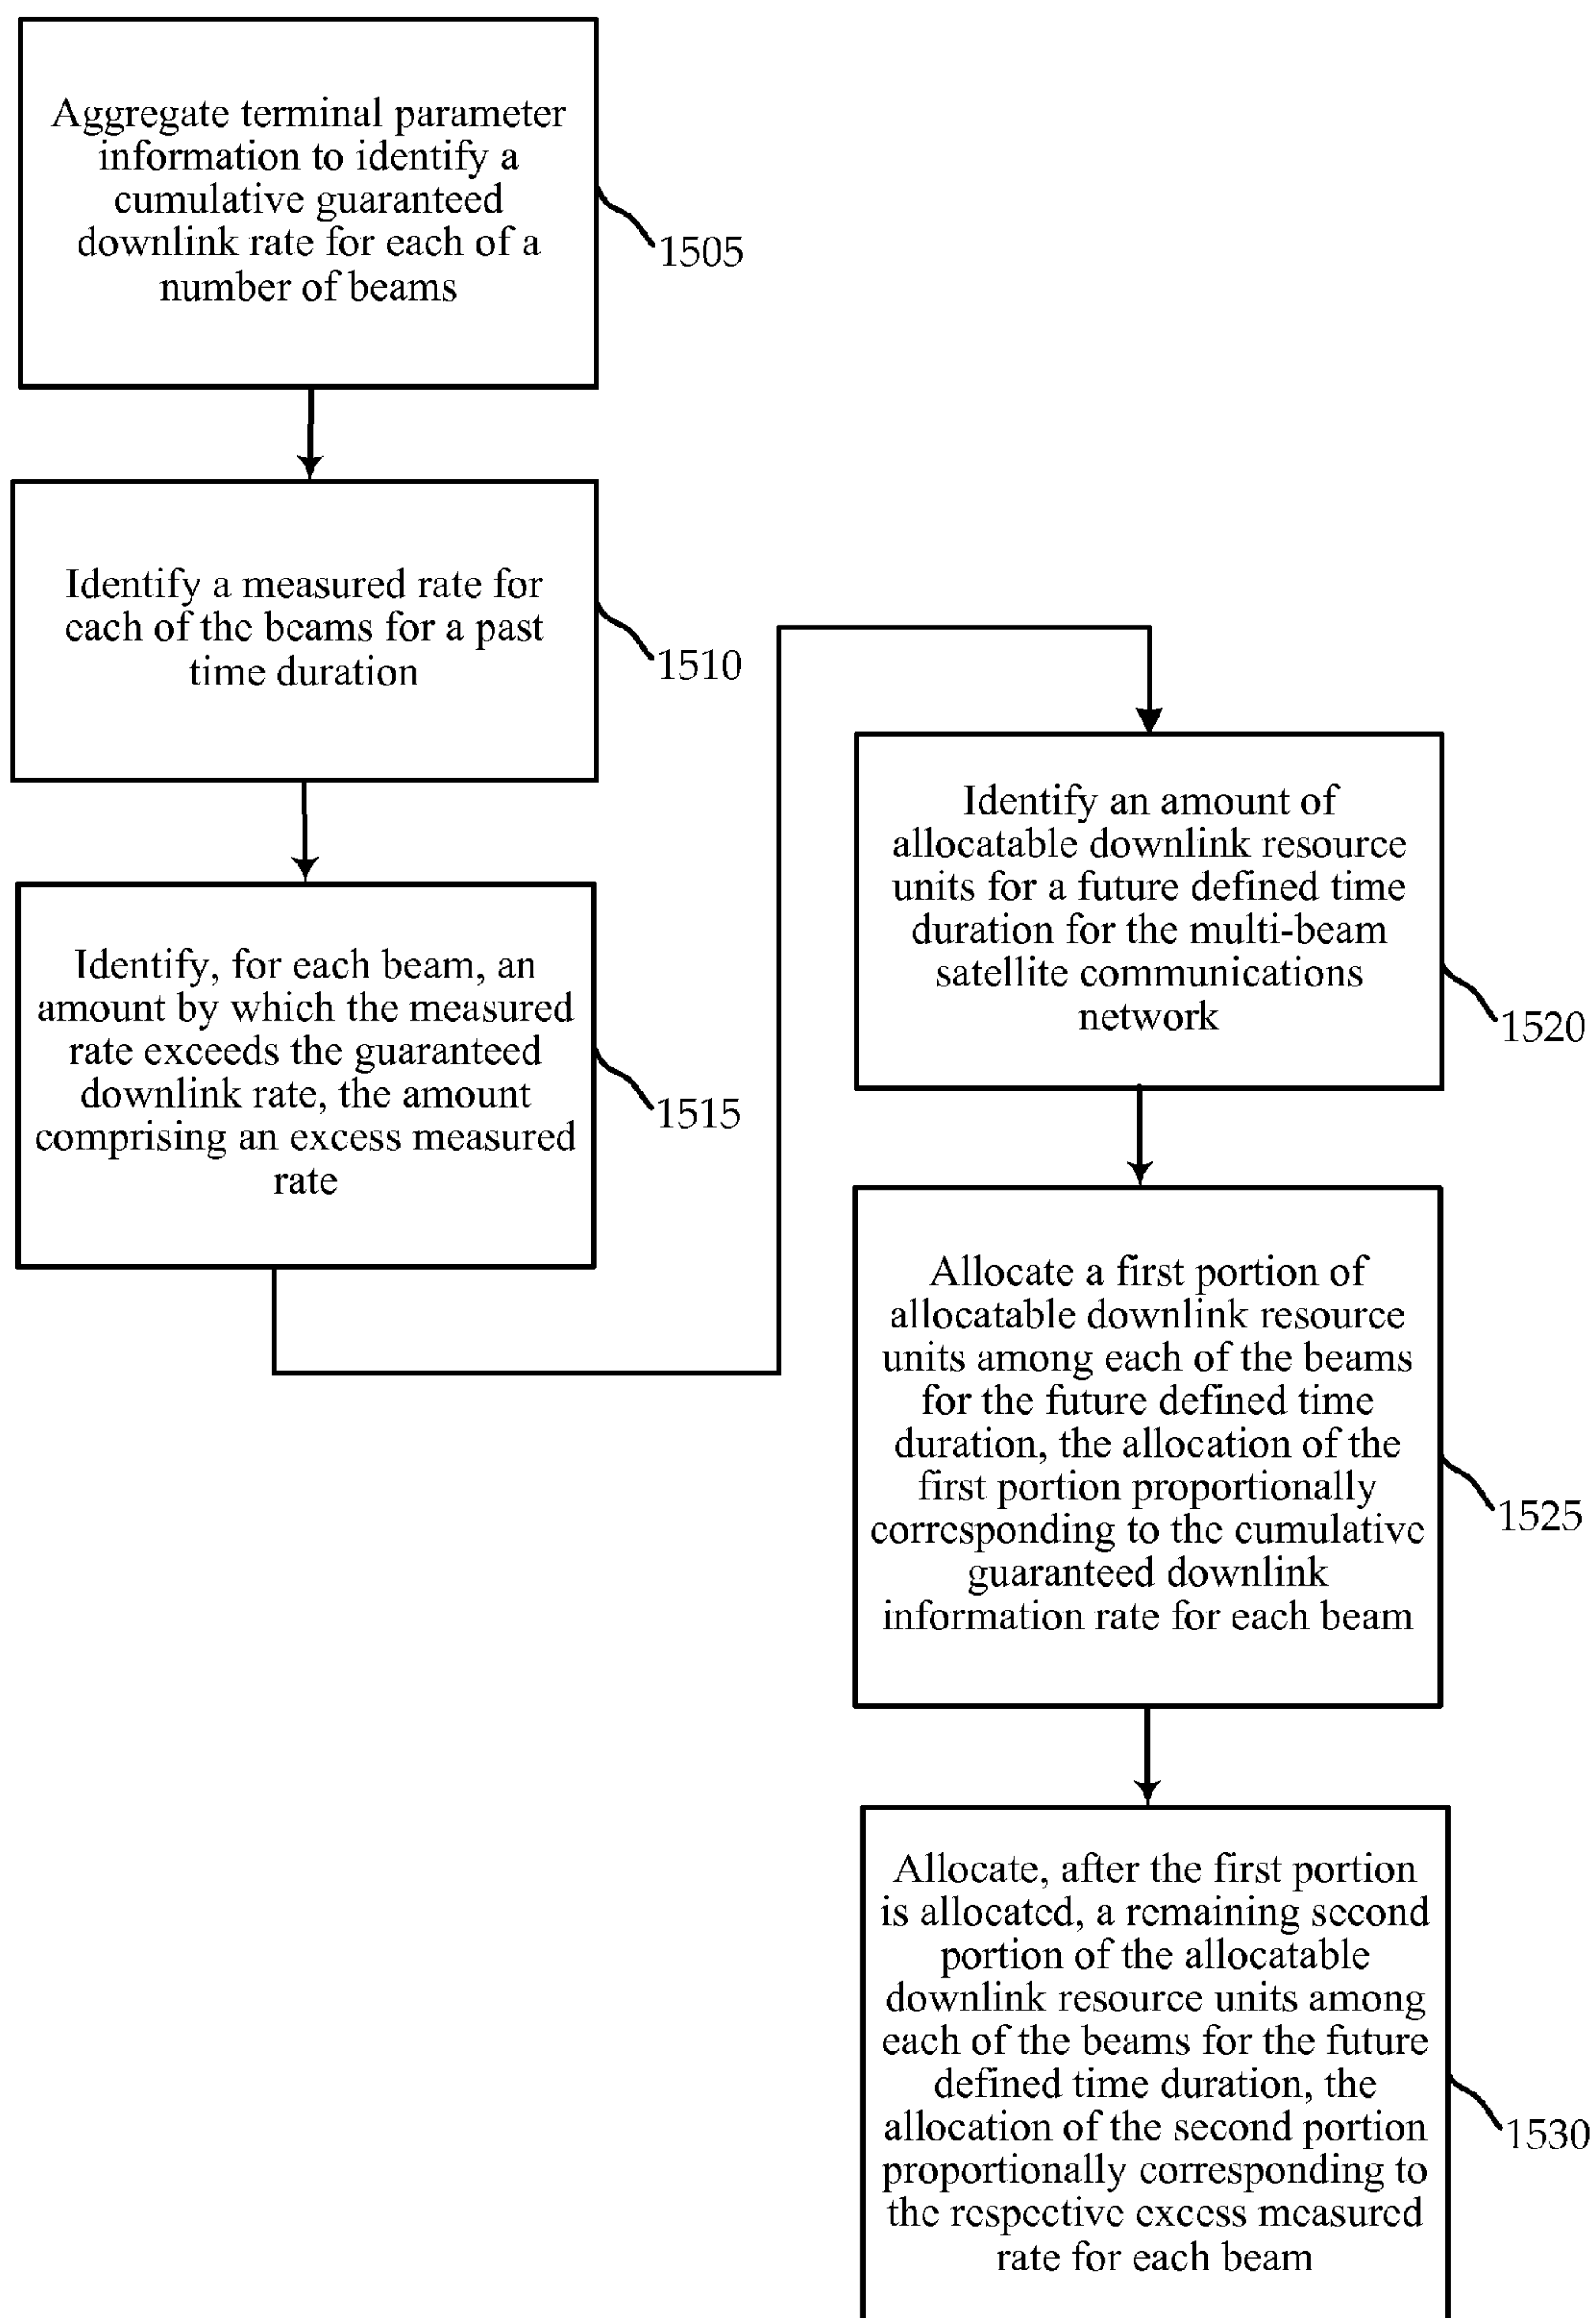 Aggregate terminal parameter
information to identify a
cumulative guaranteed
downlink rate for each of a
number of beams
1505
Identify a measured rate for
each of the beams for a past
time duration
1510
Identify, for each beam, an
amount by which the measured
rate exceeds the guaranteed
downlink rate, the amount
comprising an excess measured
rate
1515
Identify an amount of
allocatable downlink resource
units for a future defined time
duration for the multi-beam
satellite communications
network
1520
Allocate a first portion of
allocatable downlink resource
units among each of the beams
for the future defined time
duration, the allocation of the
first portion proportionally
corresponding to the cumulative
guaranteed downlink
information rate for each beam
1525
Allocate, after the first portion
is allocated, a remaining second
portion of the allocatable
downlink resource units among
each of the beams for the future
defined time duration, the
allocation of the second portion
proportionally corresponding to
the respective excess measured
rate for each beam
1530